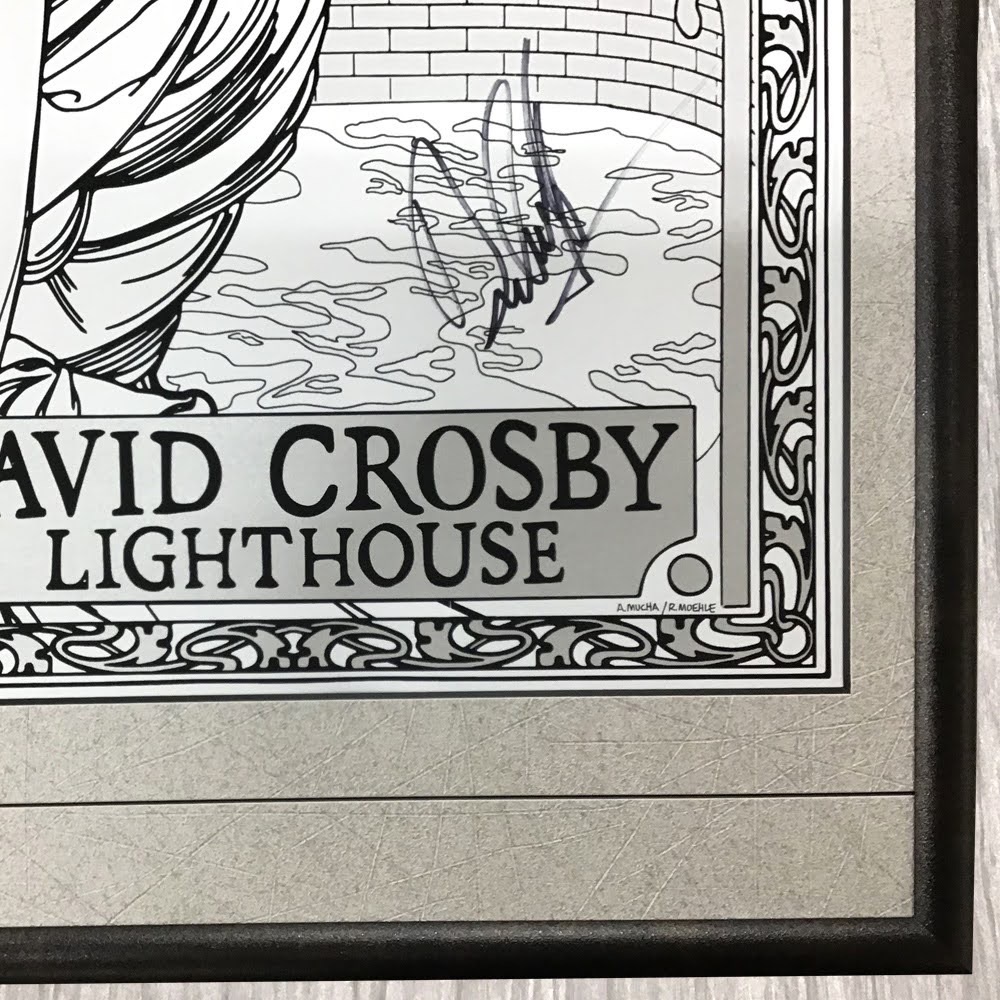 AVID CROSBY
LIGHTHOUSE
A.MUCHA / R.MOEHLE